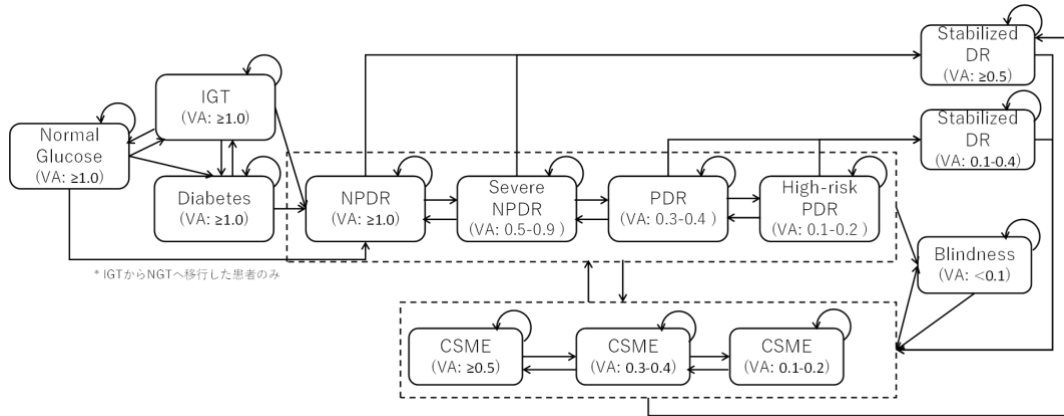 Stabilized
DR
(VA: ≥0.5)
IGT
(VA: ≥1.0)
Normal
Glucose
(VA: ≥1.0)
Stabilized
DR
(VA: 0.1-0.4)
Diabetes
(VA: ≥1.0)
NPDR
(VA: ≥1.0)
Severe
NPDR
(VA: 0.5-0.9 )
PDR
(VA: 0.3-0.4 )
High-risk
PDR
(VA: 0.1-0.2 )
Blindness
(VA: <0.1)
* IGTからNGTへ移行した患者のみ
CSME
(VA: ≥0.5)
CSME
(VA: 0.3-0.4)
CSME
(VA: 0.1-0.2)